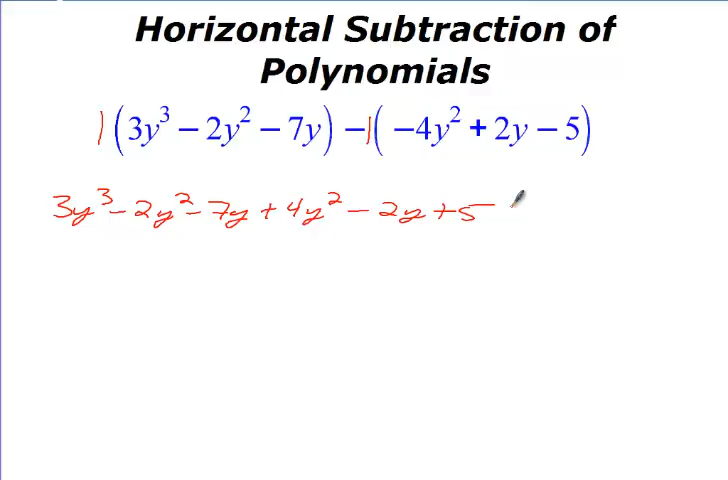 Horizontal Subtraction of
Polynomials
1(3y³ − 2y² − 7y) − 1(−4y² + 2y − 5)
3y³ − 2y² − 7y + 4y² − 2y + 5